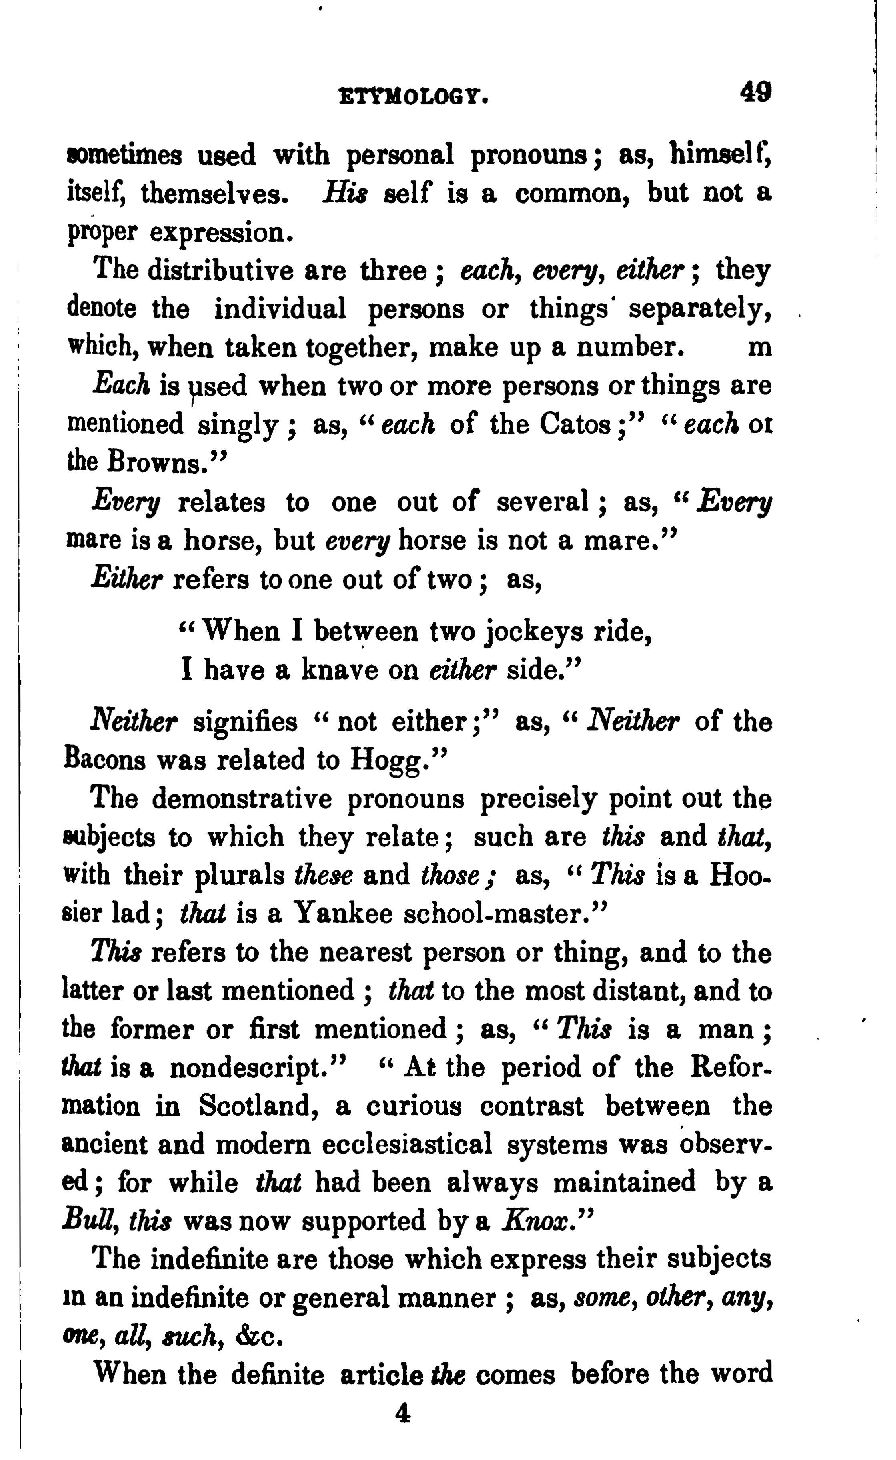 ETYMOLOGY. 49
sometimes used with personal pronouns; as, himself,
itself, themselves. His self is a common, but not a
proper expression.
The distributive are three; each, every, either; they
denote the individual persons or things separately,
which, when taken together, make up a number. m
Each is used when two or more persons or things are
mentioned singly; as, "each of the Catos;" "each of
the Browns."
Every relates to one out of several; as, "Every
mare is a horse, but every horse is not a mare."
Either refers to one out of two; as,
"When I between two jockeys ride,
I have a knave on either side."
Neither signifies "not either;" as, "Neither of the
Bacons was related to Hogg."
The demonstrative pronouns precisely point out the
subjects to which they relate; such are this and that,
with their plurals these and those; as, "This is a Hoo-
sier lad; that is a Yankee school-master."
This refers to the nearest person or thing, and to the
latter or last mentioned; that to the most distant, and to
the former or first mentioned; as, "This is a man;
that is a nondescript." "At the period of the Refor-
mation in Scotland, a curious contrast between the
ancient and modern ecclesiastical systems was observ-
ed; for while that had been always maintained by a
Bull, this was now supported by a Knox."
The indefinite are those which express their subjects
in an indefinite or general manner; as, some, other, any,
one, all, such, &c.
When the definite article the comes before the word
4